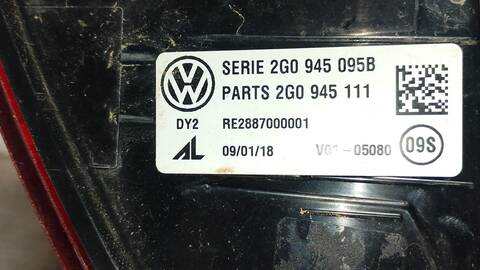 SERIE 2G0 945 095B
PARTS 2G0 945 111
DY2 RE2887000001
AL 09/01/18 V01-05080 09S